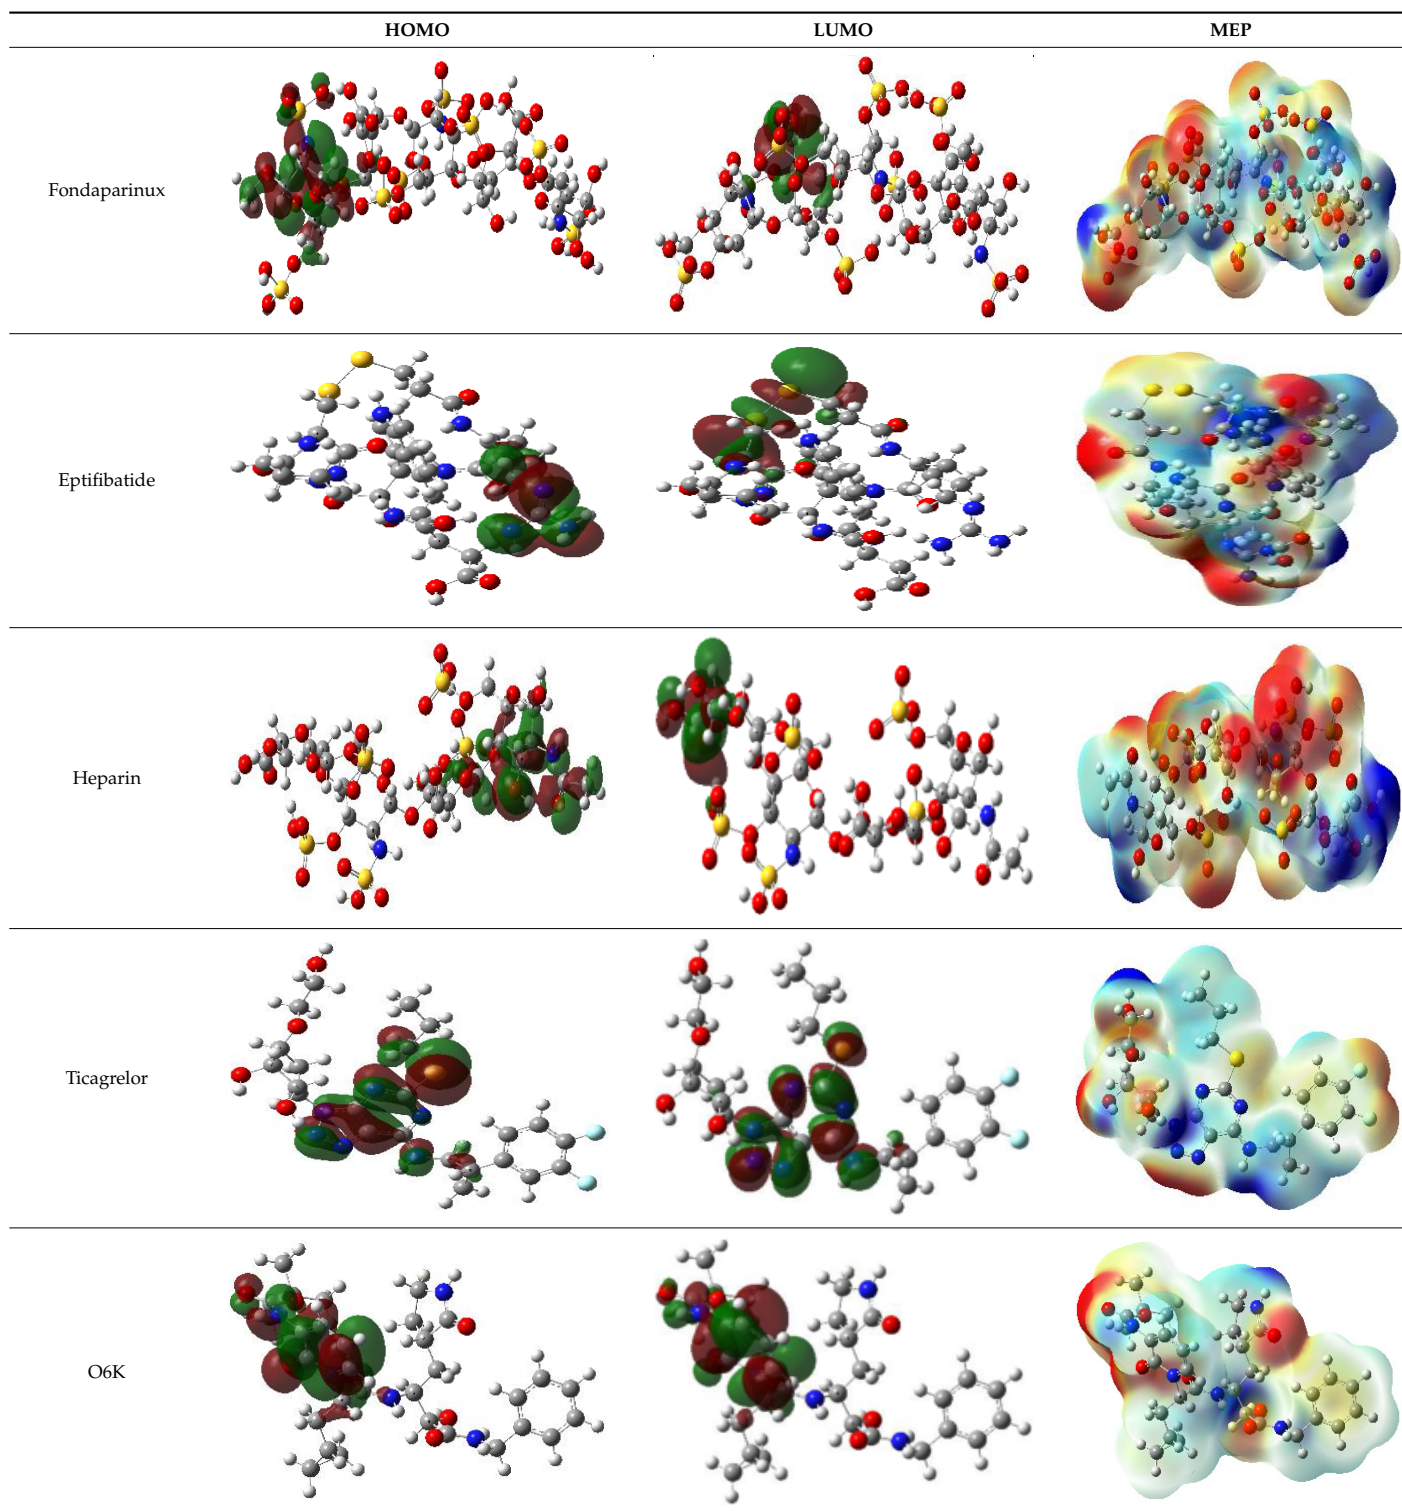 HOMO LUMO MEP
Fondaparinux
Eptifibatide
Heparin
Ticagrelor
O6K